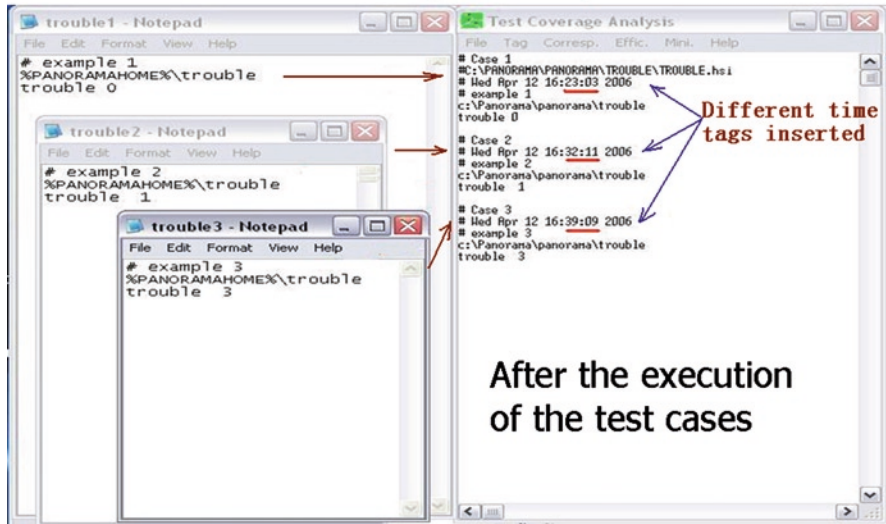 trouble1 - Notepad
File Edit Format View Help
# example 1
%PANORAMAHOME%\trouble
trouble 0
trouble2 - Notepad
File Edit Format View Help
# example 2
%PANORAMAHOME%\trouble
trouble 1
trouble3 - Notepad
File Edit Format View Help
# example 3
%PANORAMAHOME%\trouble
trouble 3
Test Coverage Analysis
File Tag Corresp. Effic. Mini. Help
# Case 1
#C:\PANORAMA\PANORAMA\TROUBLE\TROUBLE.hsi
# Wed Apr 12 16:23:03 2006
# example 1
c:\Panorama\panorama\trouble
trouble 0
# Case 2
# Wed Apr 12 16:32:11 2006
# example 2
c:\Panorama\panorama\trouble
trouble 1
# Case 3
# Wed Apr 12 16:39:09 2006
# example 3
c:\Panorama\panorama\trouble
trouble 3
Different time
tags inserted
After the execution
of the test cases